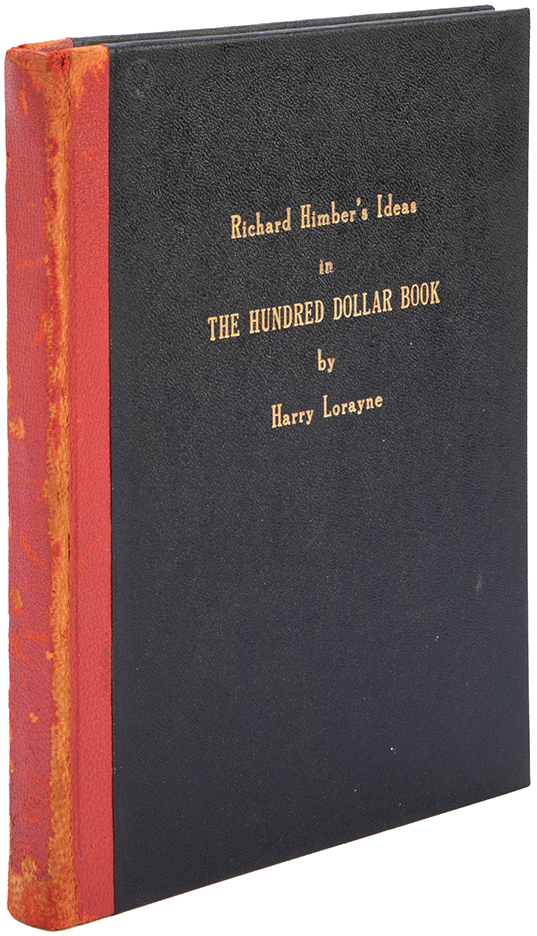 Richard Himber's Ideas
in
THE HUNDRED DOLLAR BOOK
by
Harry Lorayne